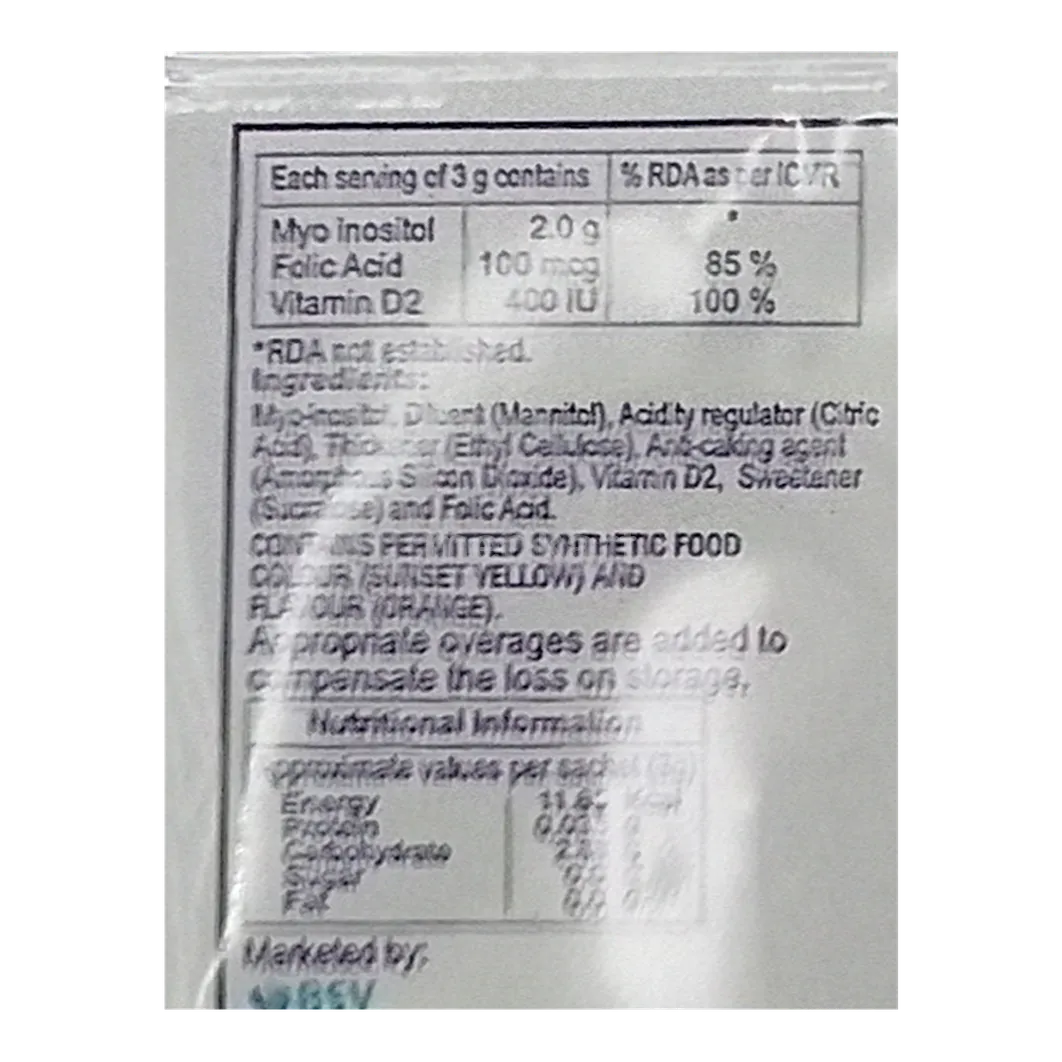 Each serving of 3 g contains % RDA as per ICMR
Myo Inositol 2.0 g *
Folic Acid 100 mcg 85 %
Vitamin D2 400 IU 100 %
*RDA not established.
Ingredients:
Myo-inositol, Diluent (Mannitol), Acidity regulator (Citric
Acid), Thickener (Ethyl Cellulose), Anti-caking agent
(Amorphous Silicon Dioxide), Vitamin D2, Sweetener
(Sucralose) and Folic Acid.
CONTAINS PERMITTED SYNTHETIC FOOD
COLOUR (SUNSET YELLOW) AND
FLAVOUR (ORANGE).
Appropriate overages are added to
compensate the loss on storage.
Nutritional Information
Approximate values per sachet (3g)
Energy Kcal
Protein
Carbohydrate
Sugar
Fat
Marketed by: